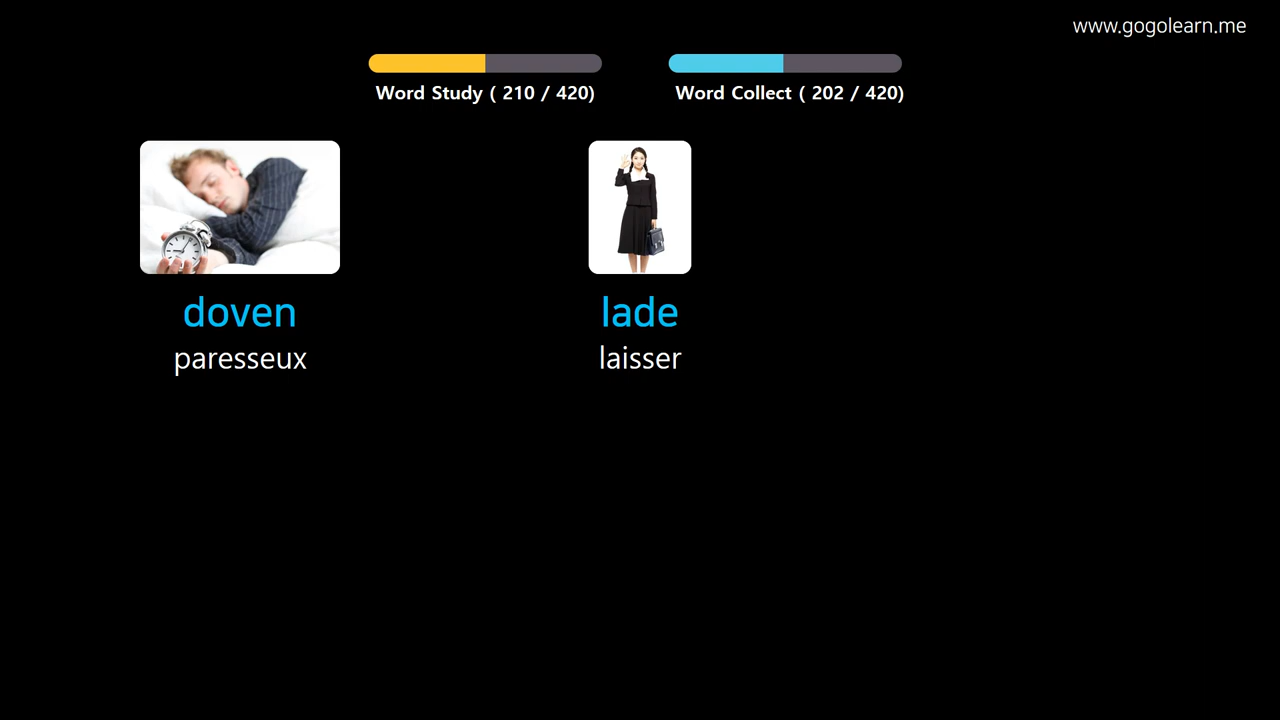 www.gogolearn.me
Word Study ( 210 / 420)
Word Collect ( 202 / 420)
doven
paresseux
lade
laisser